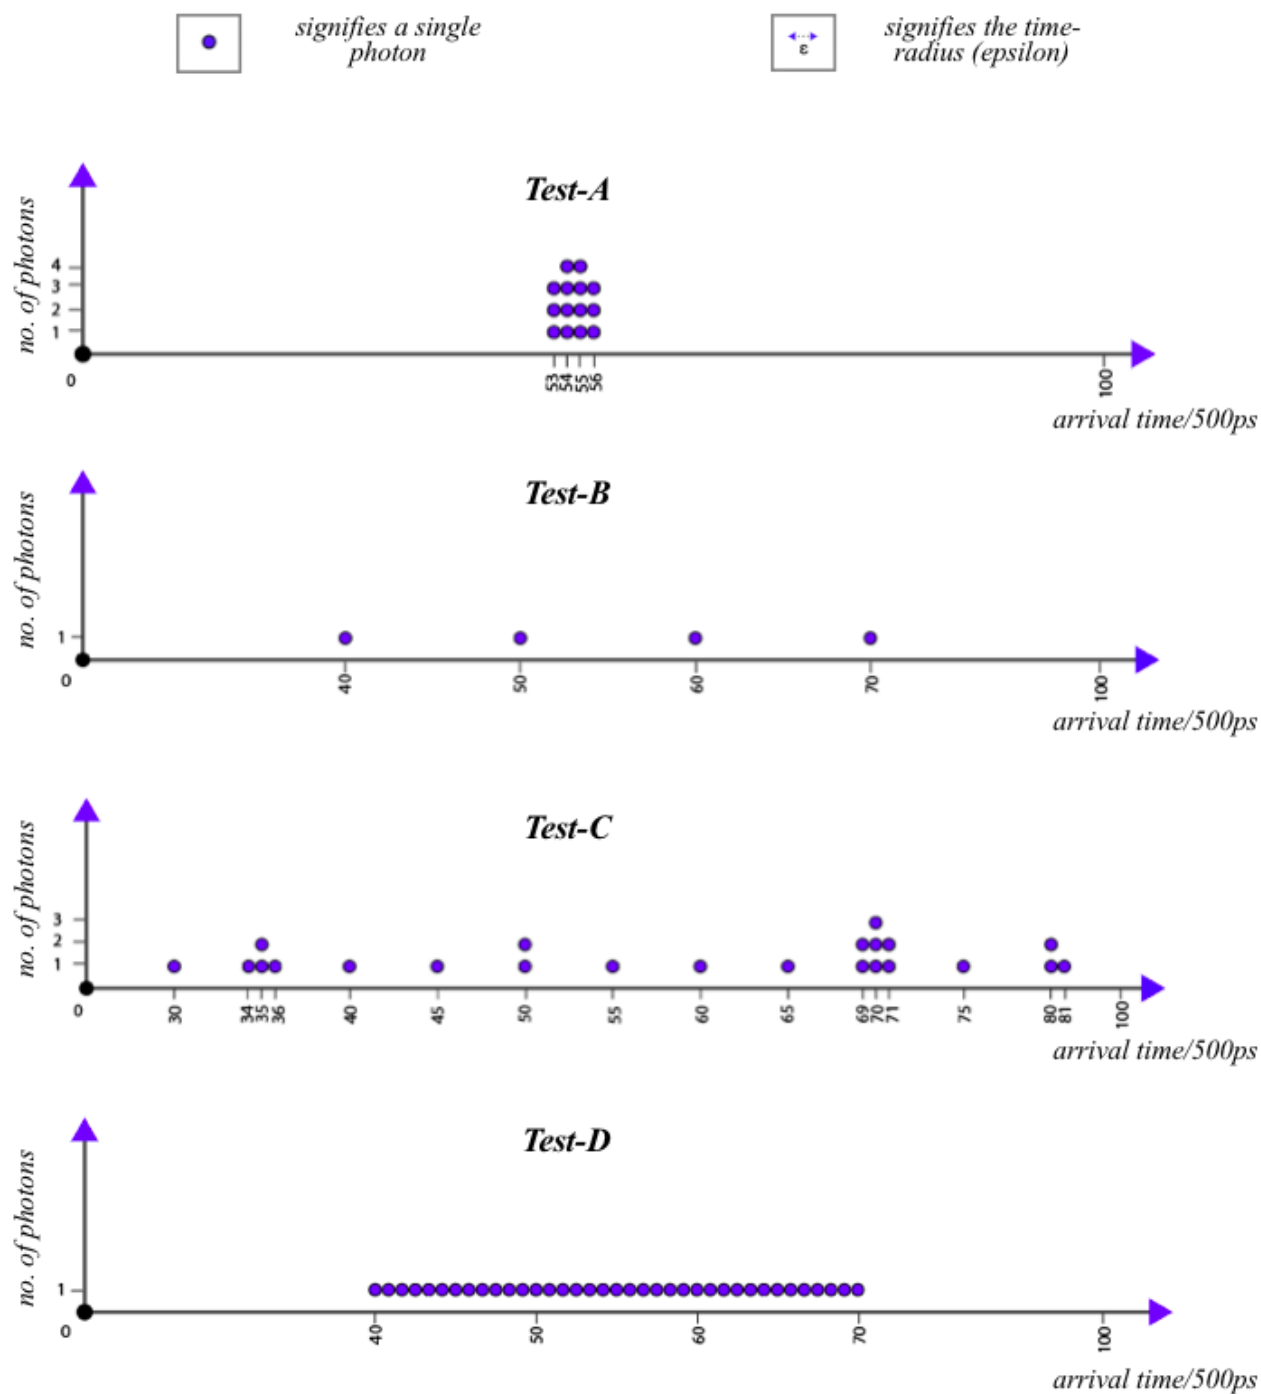 signifies a single
photon
ε
signifies the time-
radius (epsilon)
Test-A
no. of photons
4
3
2
1
0
53 54 55 56 100
arrival time/500ps
Test-B
no. of photons
1
0
40 50 60 70 100
arrival time/500ps
Test-C
no. of photons
3
2
1
0
30 34 35 36 40 45 50 55 60 65 69 70 71 75 80 81 100
arrival time/500ps
Test-D
no. of photons
1
0
40 50 60 70 100
arrival time/500ps